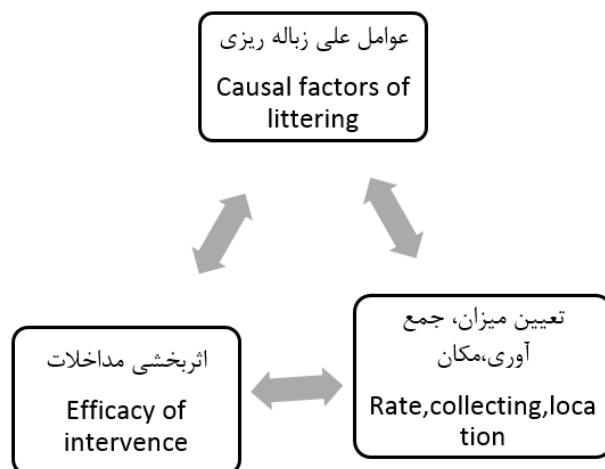 عوامل علی زباله ریزی
Causal factors of
littering
اثربخشی مداخلات
Efficacy of
intervence
تعیین میزان، جمع
آوری،مکان
Rate,collecting,loca
tion